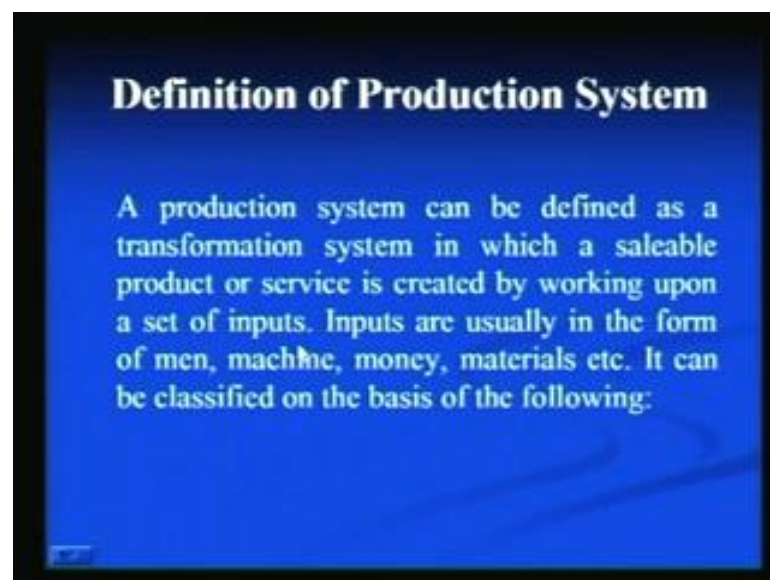 Definition of Production System
A production system can be defined as a
transformation system in which a saleable
product or service is created by working upon
a set of inputs. Inputs are usually in the form
of men, machine, money, materials etc. It can
be classified on the basis of the following: